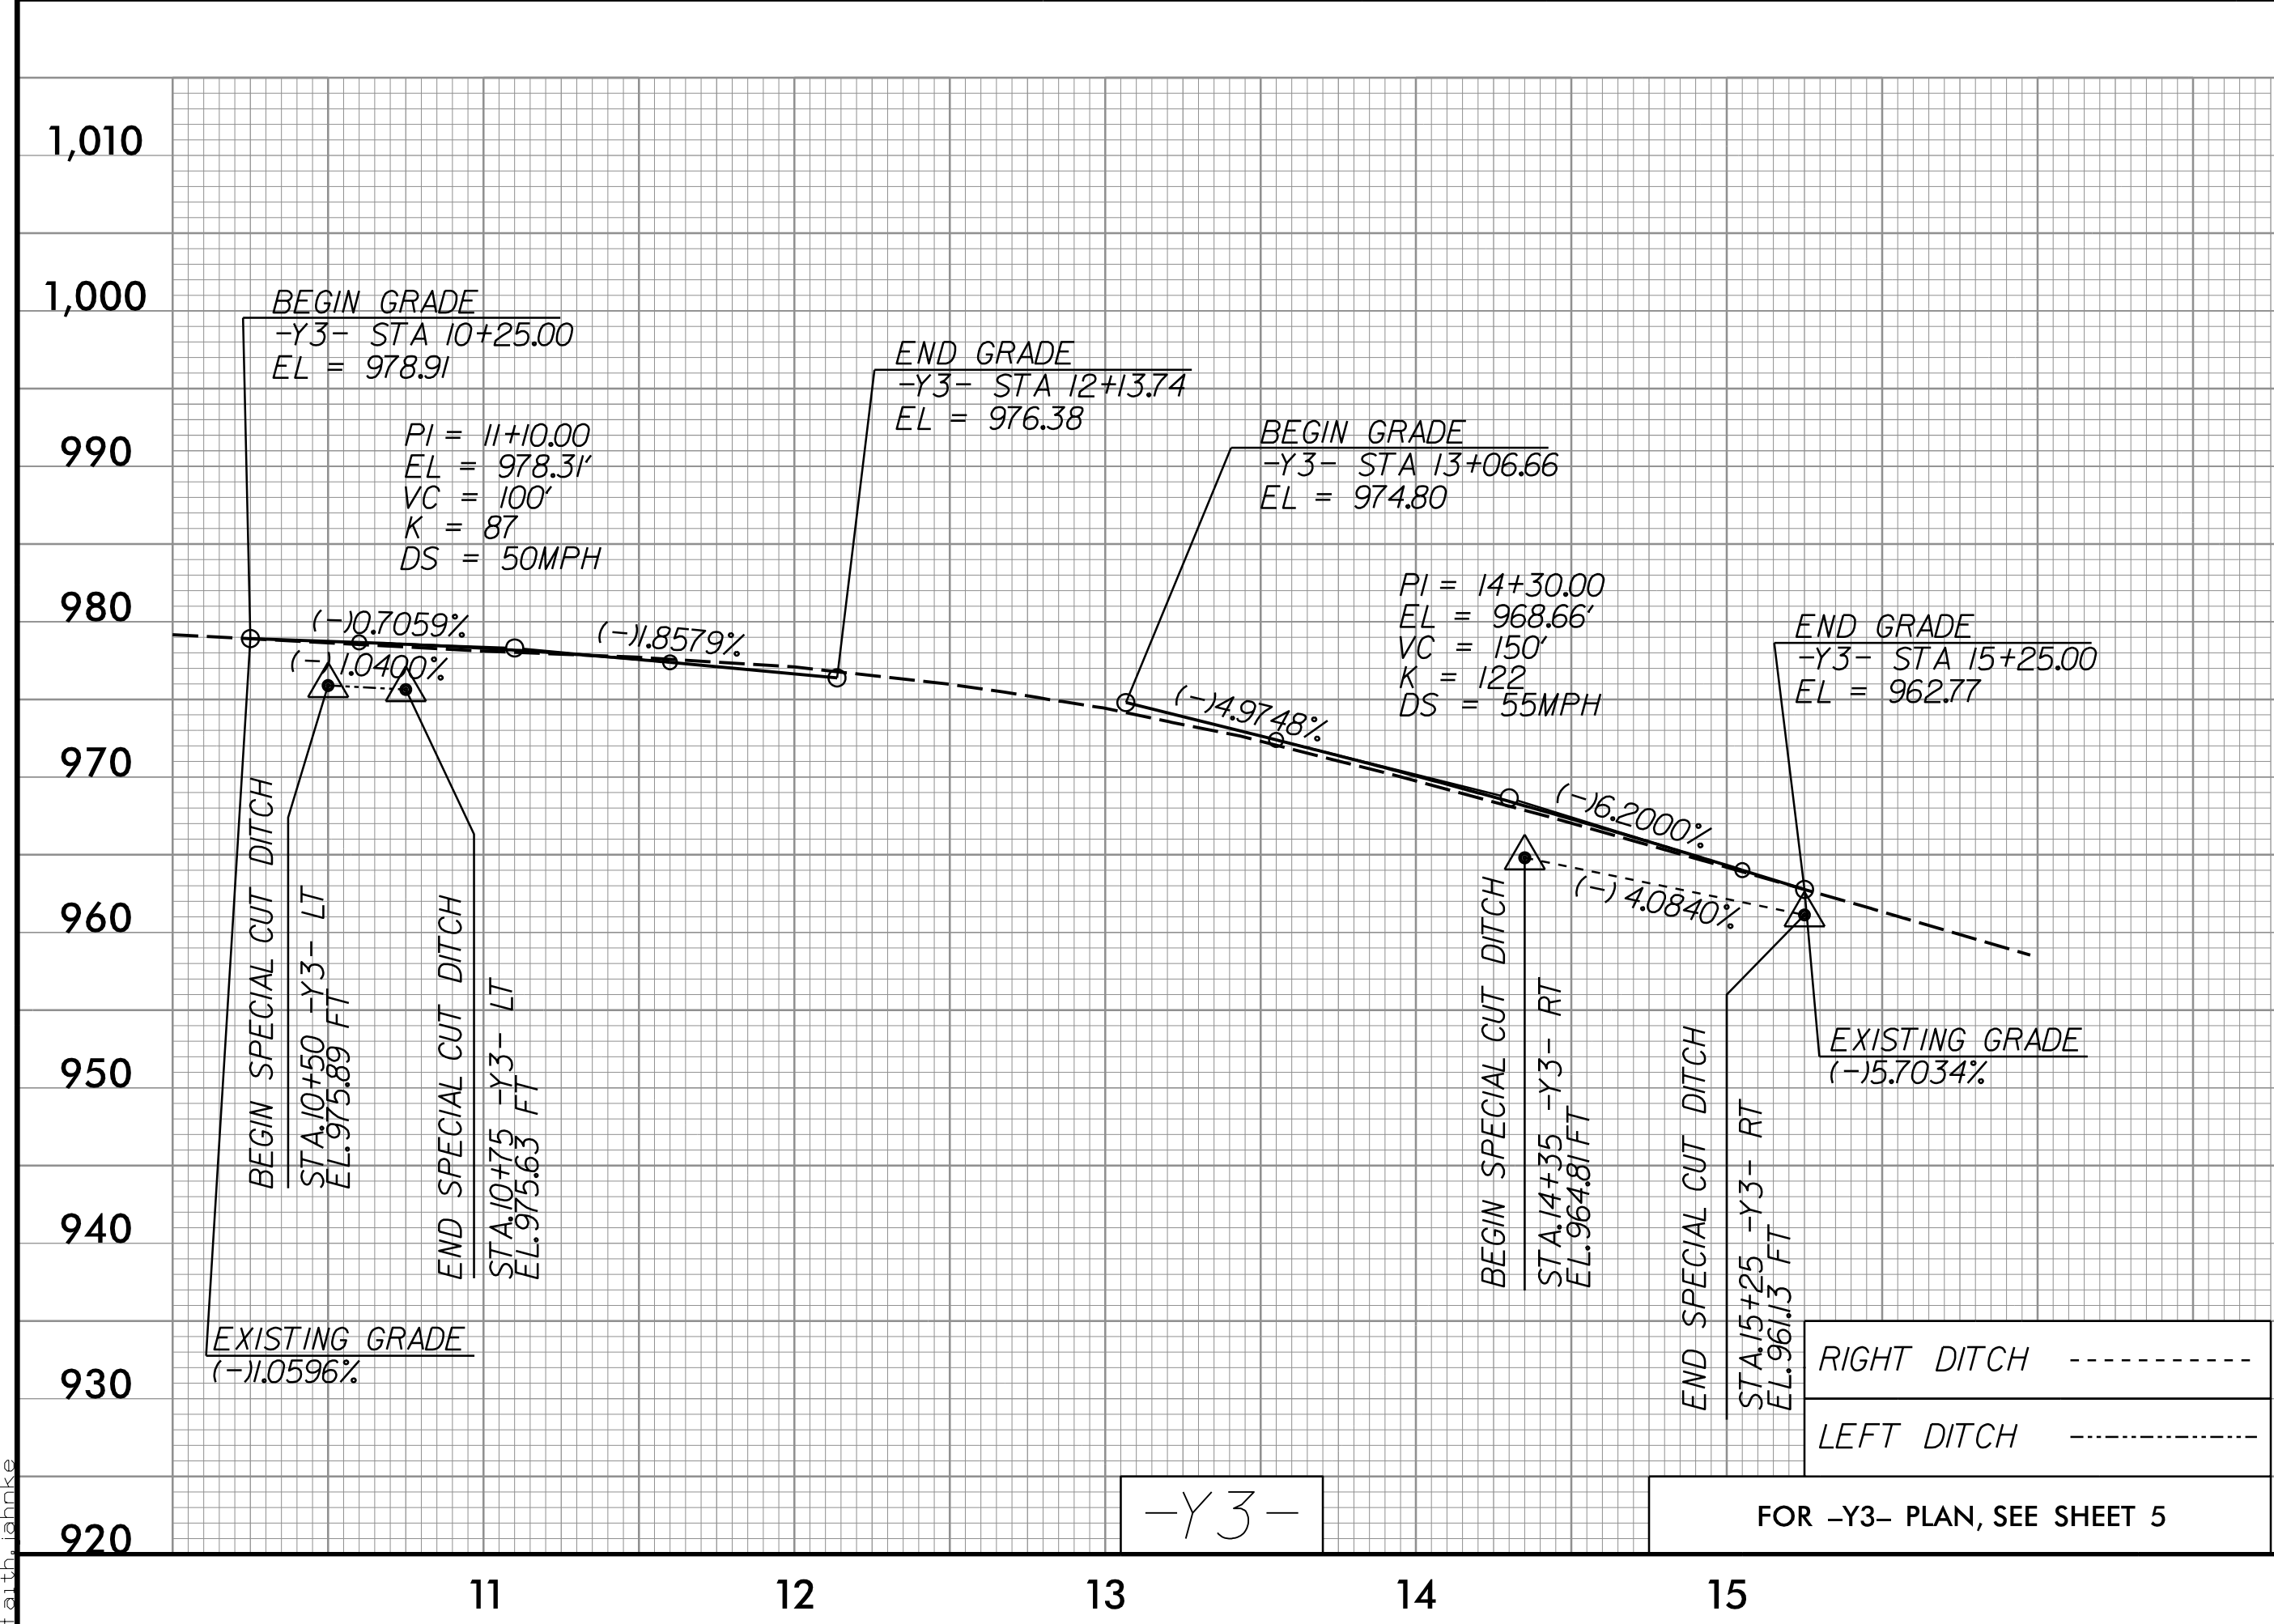 1,010
1,000
990
980
970
960
950
940
930
920
BEGIN GRADE
-Y3- STA 10+25.00
EL = 978.91
PI = 11+10.00
EL = 978.31'
VC = 100'
K = 87
DS = 50MPH
END GRADE
-Y3- STA 12+13.74
EL = 976.38
BEGIN GRADE
-Y3- STA 13+06.66
EL = 974.80
PI = 14+30.00
EL = 968.66'
VC = 150'
K = 122
DS = 55MPH
END GRADE
-Y3- STA 15+25.00
EL = 962.77
(-)0.7059%
(-)1.8579%
(-)1.0400%
(-)4.9748%
(-)6.2000%
(-)4.0840%
BEGIN SPECIAL CUT DITCH
STA.10+50 -Y3- LT
EL.975.89 FT
END SPECIAL CUT DITCH
STA.10+75 -Y3- LT
EL.975.63 FT
BEGIN SPECIAL CUT DITCH
STA.14+35 -Y3- RT
EL.964.81 FT
END SPECIAL CUT DITCH
STA.15+25 -Y3- RT
EL.961.13 FT
EXISTING GRADE
(-)5.7034%
EXISTING GRADE
(-)1.0596%
RIGHT DITCH
LEFT DITCH
-Y3-
FOR -Y3- PLAN, SEE SHEET 5
11
12
13
14
15